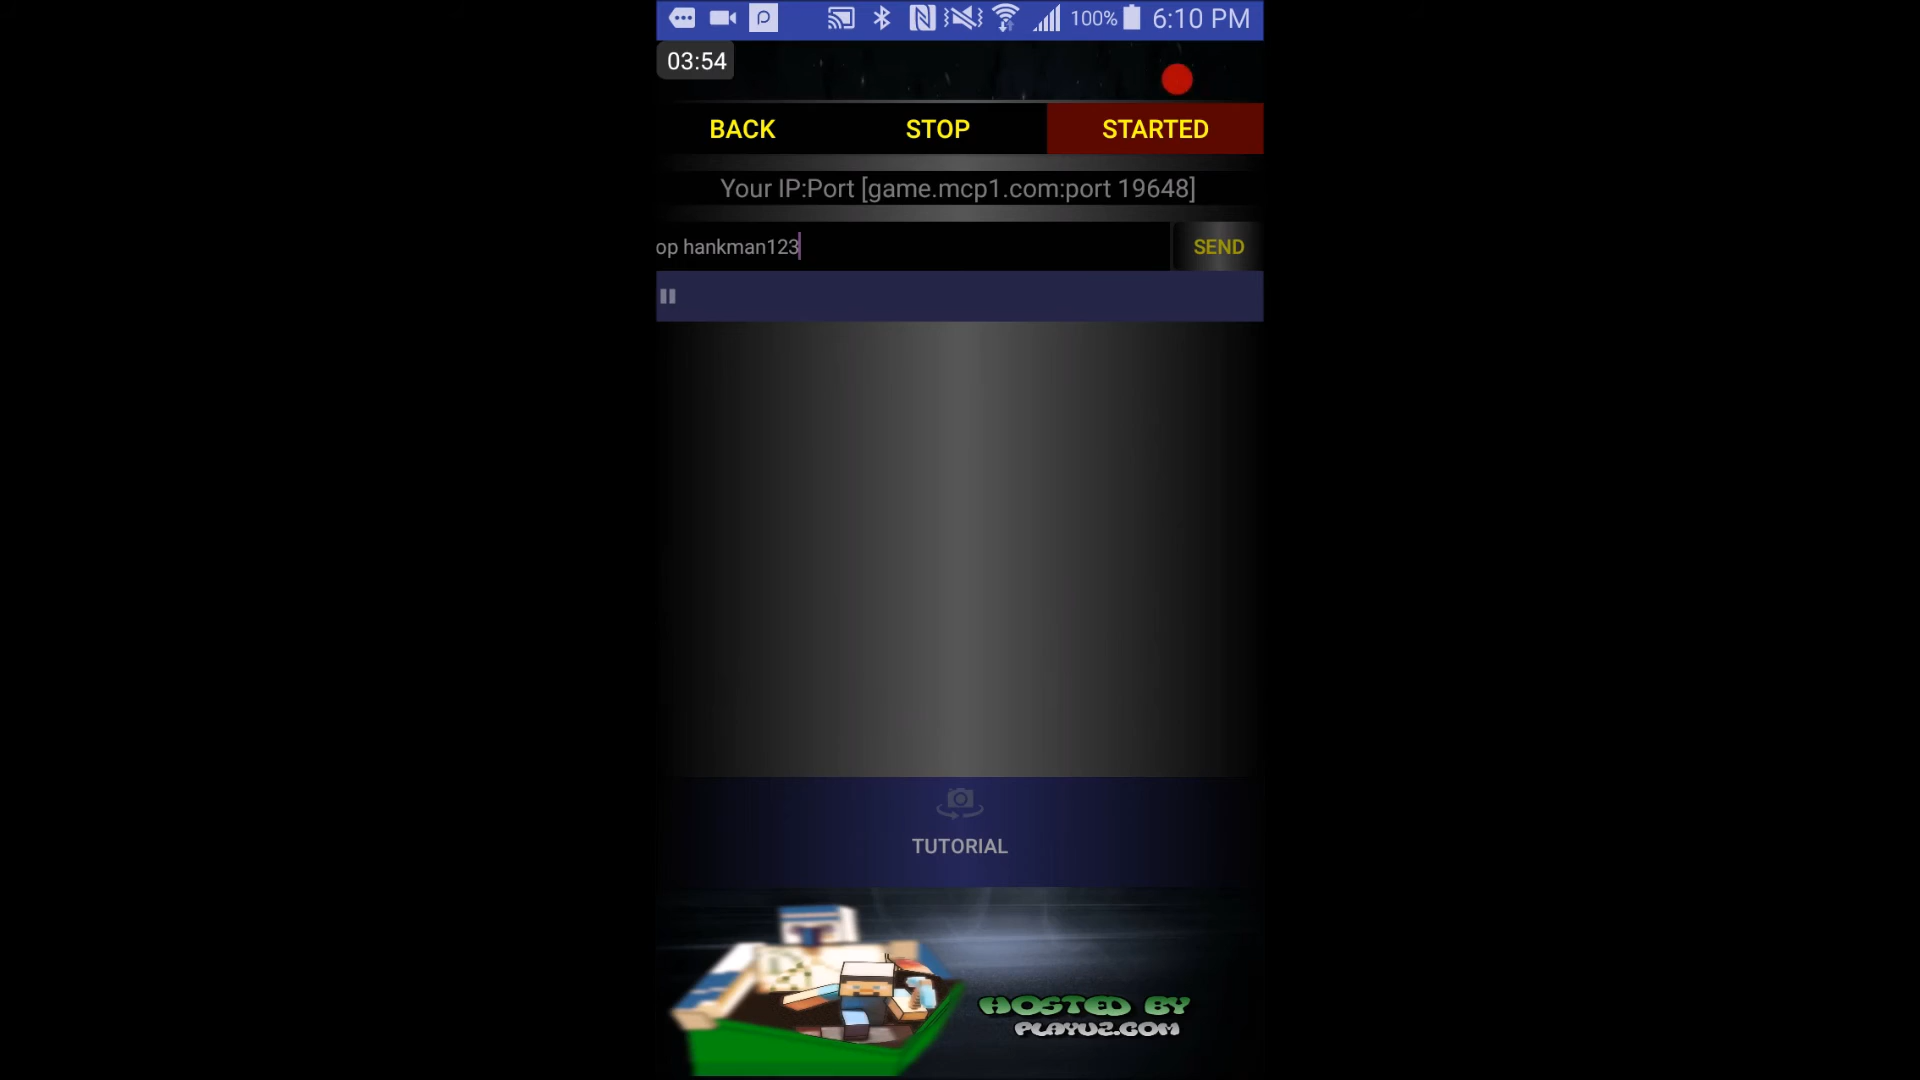 100% 6:10 PM
03:54
BACK STOP STARTED
Your IP:Port [game.mcp1.com:port 19648]
op hankman123 SEND
TUTORIAL
HOSTED BY
PLAYUZ.COM